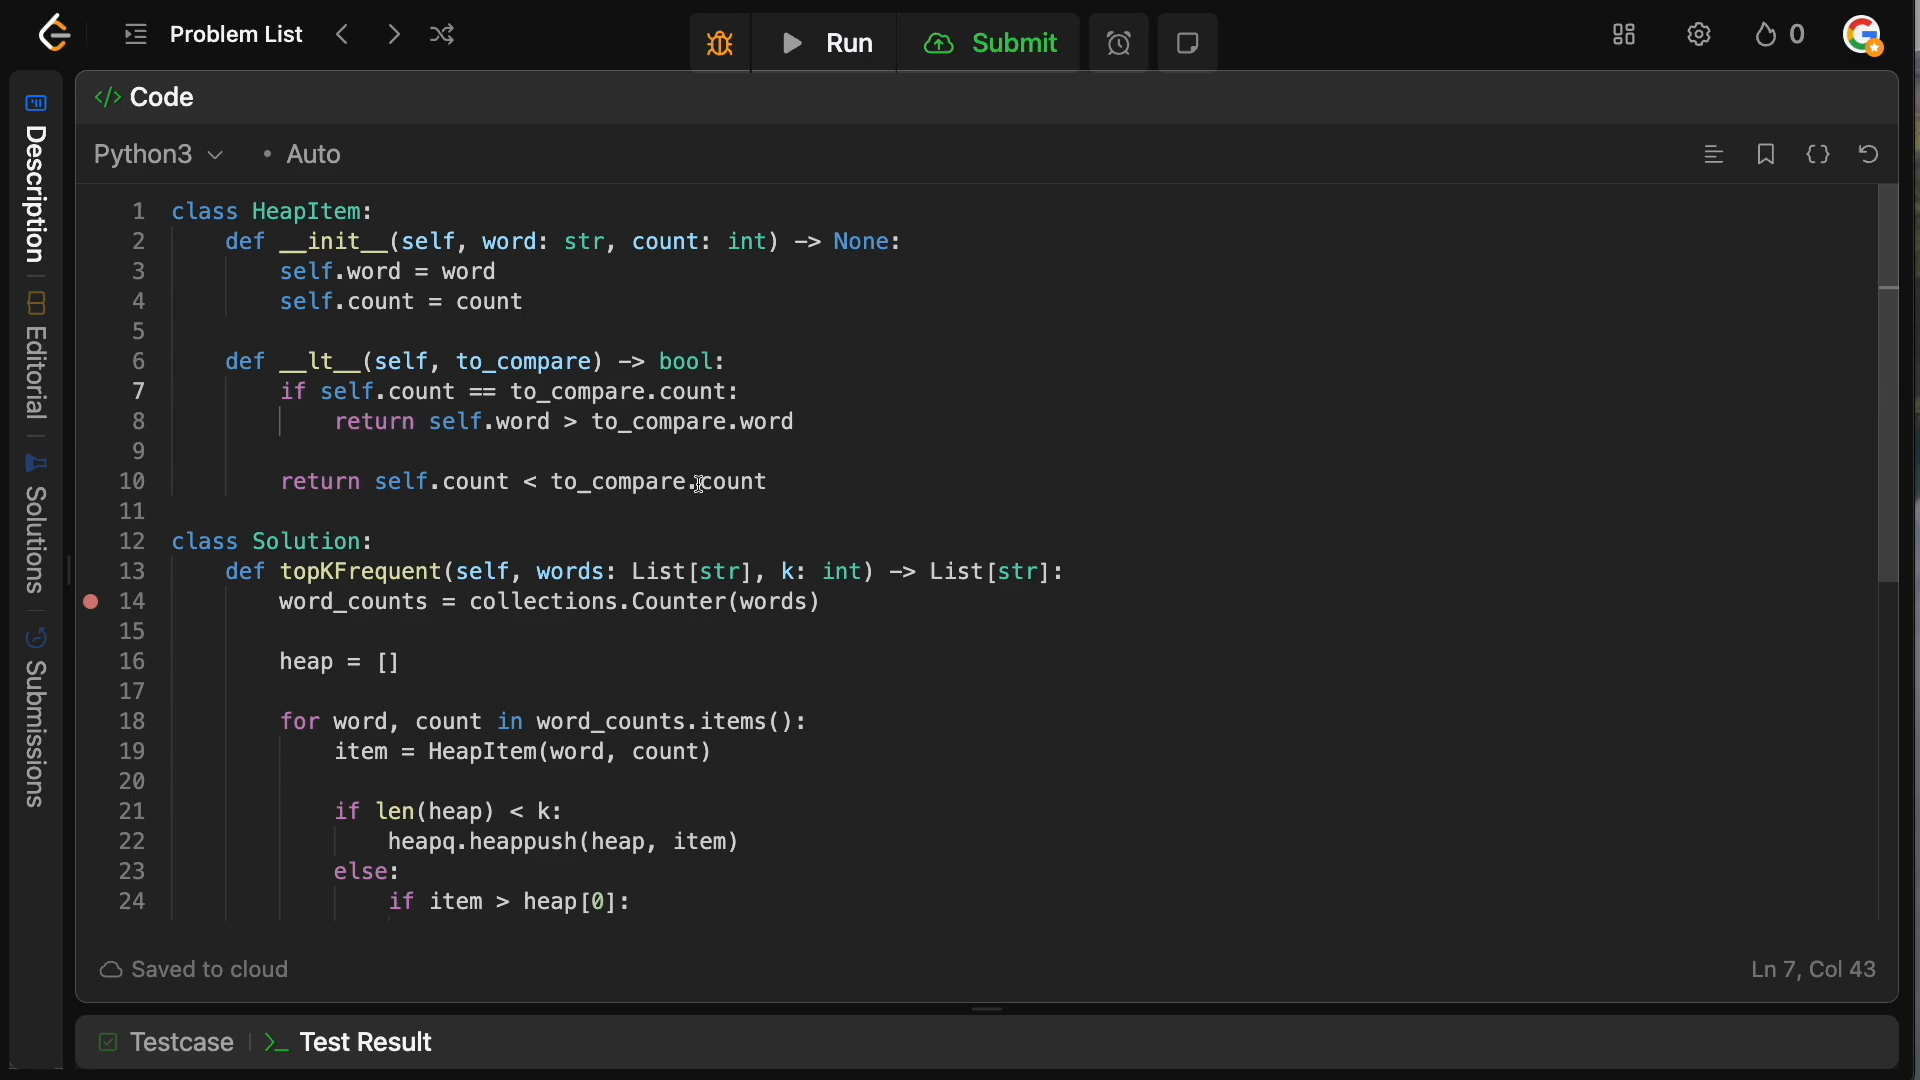 Problem List
Run
Submit
0
Description
Editorial
Solutions
Submissions
</> Code
Python3 • Auto
1 class HeapItem:
2 def __init__(self, word: str, count: int) -> None:
3 self.word = word
4 self.count = count
5
6 def __lt__(self, to_compare) -> bool:
7 if self.count == to_compare.count:
8 return self.word > to_compare.word
9
10 return self.count < to_compare.count
11
12 class Solution:
13 def topKFrequent(self, words: List[str], k: int) -> List[str]:
14 word_counts = collections.Counter(words)
15
16 heap = []
17
18 for word, count in word_counts.items():
19 item = HeapItem(word, count)
20
21 if len(heap) < k:
22 heapq.heappush(heap, item)
23 else:
24 if item > heap[0]:
Saved to cloud
Ln 7, Col 43
Testcase
Test Result